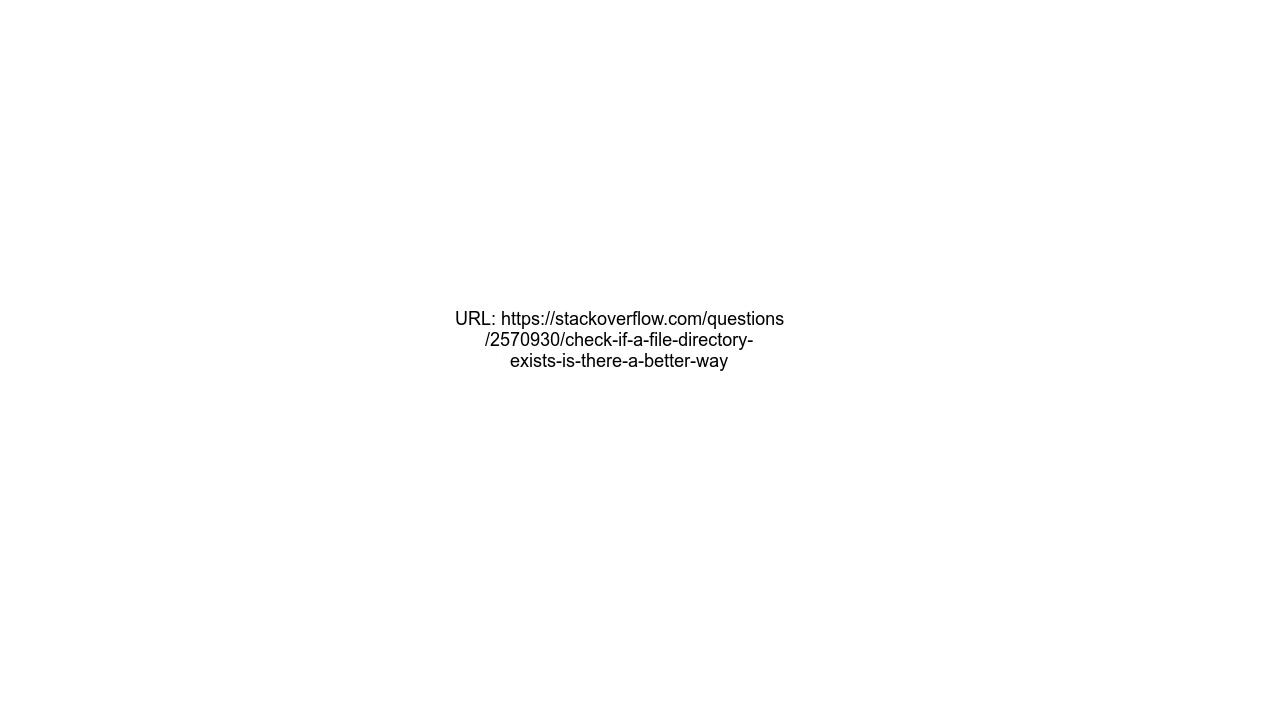 URL: https://stackoverflow.com/questions
/2570930/check-if-a-file-directory-
exists-is-there-a-better-way